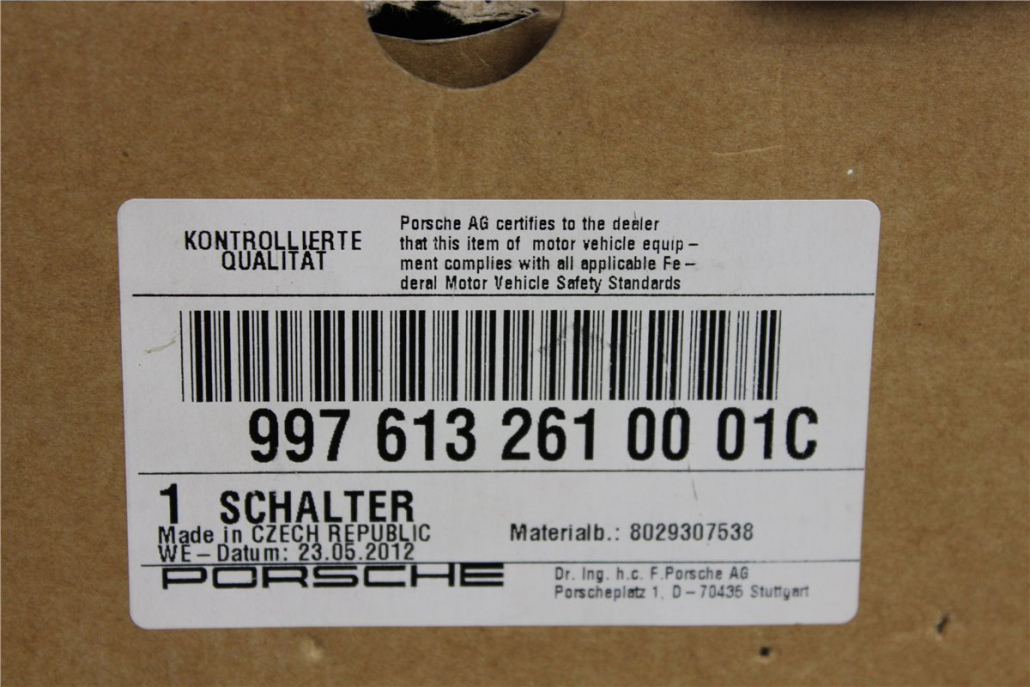 KONTROLLIERTE
QUALITAT
Porsche AG certifies to the dealer
that this item of motor vehicle equip –
ment complies with all applicable Fe –
deral Motor Vehicle Safety Standards
997 613 261 00 01C
1 SCHALTER
Made in CZECH REPUBLIC
WE – Datum: 23.05.2012
Materialb.: 8029307538
PORSCHE
Dr. Ing. h.c. F.Porsche AG
Porscheplatz 1, D – 70435 Stuttgart